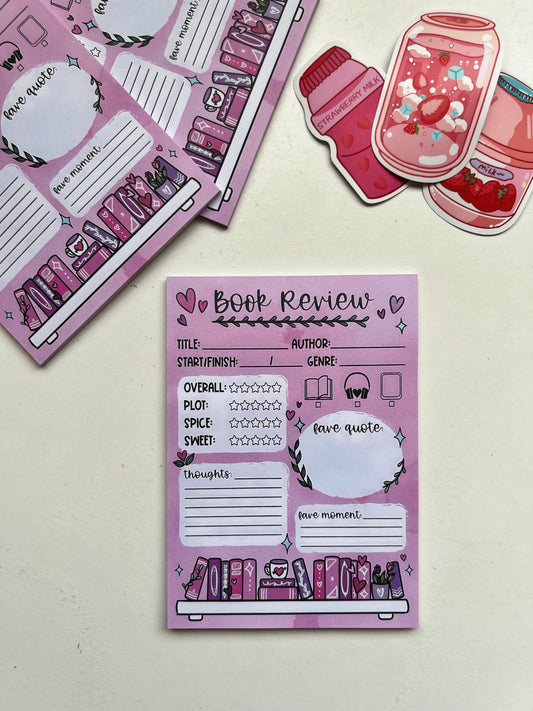 fave quote:
fave moment:
fave moment:
STRAWBERRY MILK
milk
Book Review
TITLE: AUTHOR:
START/FINISH: / GENRE:
OVERALL:
PLOT:
SPICE:
SWEET:
fave quote:
thoughts:
fave moment: